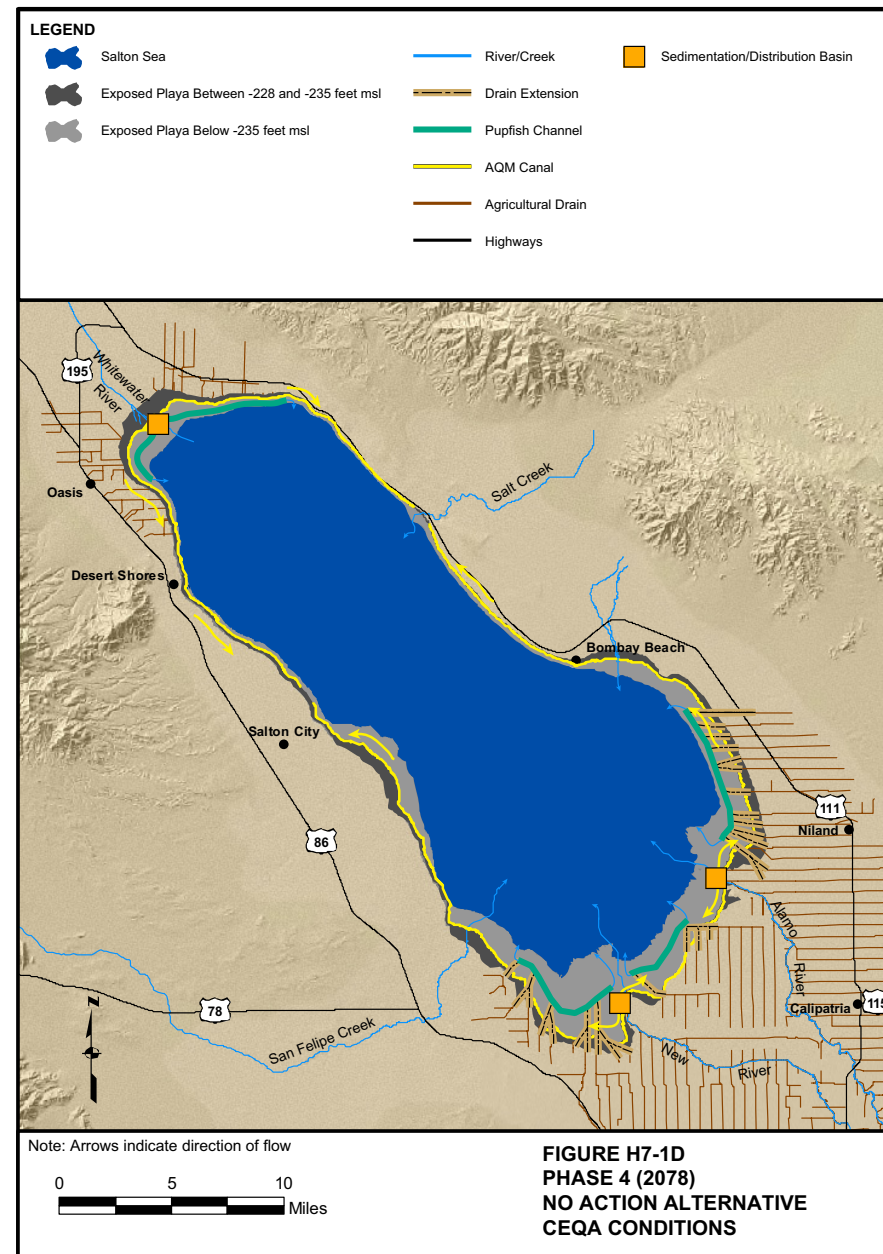 LEGEND
Salton Sea
Exposed Playa Between -228 and -235 feet msl
Exposed Playa Below -235 feet msl
River/Creek
Drain Extension
Pupfish Channel
AQM Canal
Agricultural Drain
Highways
Sedimentation/Distribution Basin
195
Whitewater
River
Oasis
Salt Creek
Desert Shores
Bombay Beach
Salton City
111
Niland
86
Alamo
River
Calipatria
115
78
San Felipe Creek
New
River
N
Note: Arrows indicate direction of flow
0 5 10
Miles
FIGURE H7-1D
PHASE 4 (2078)
NO ACTION ALTERNATIVE
CEQA CONDITIONS